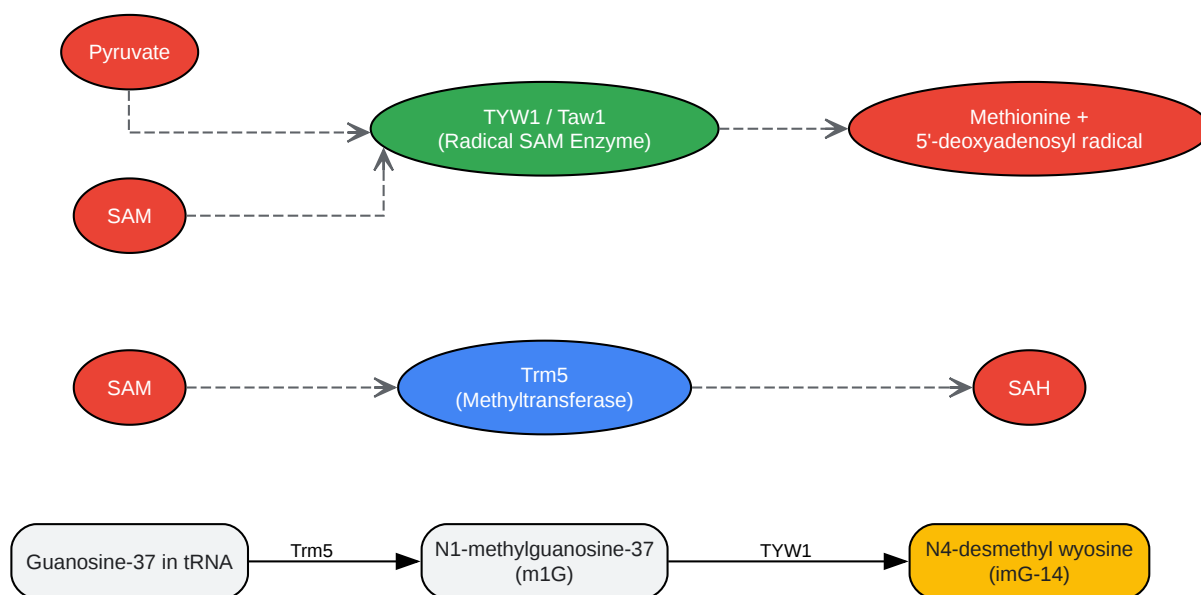 Pyruvate
TYW1 / Taw1
(Radical SAM Enzyme)
Methionine +
5'-deoxyadenosyl radical
SAM
SAM
Trm5
(Methyltransferase)
SAH
Guanosine-37 in tRNA
Trm5
N1-methylguanosine-37
(m1G)
TYW1
N4-desmethyl wyosine
(imG-14)